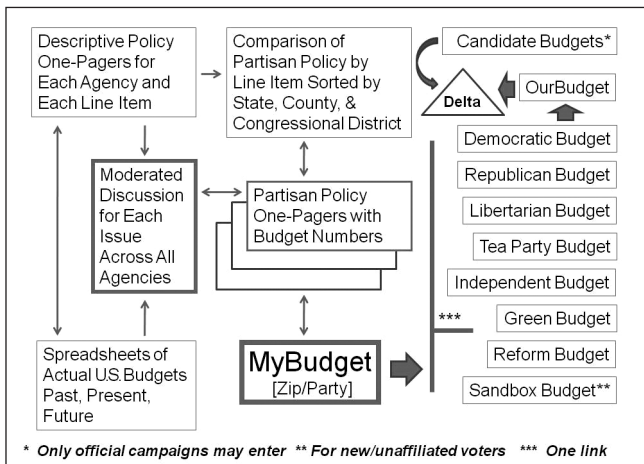 Descriptive Policy
One-Pagers for
Each Agency and
Each Line Item
Comparison of
Partisan Policy by
Line Item Sorted by
State, County, &
Congressional District
Candidate Budgets*
Delta
OurBudget
Democratic Budget
Republican Budget
Libertarian Budget
Tea Party Budget
Independent Budget
***
Green Budget
Reform Budget
Sandbox Budget**
Moderated
Discussion
for Each
Issue
Across All
Agencies
Partisan Policy
One-Pagers with
Budget Numbers
Spreadsheets of
Actual U.S. Budgets
Past, Present,
Future
MyBudget
[Zip/Party]
* Only official campaigns may enter ** For new/unaffiliated voters *** One link